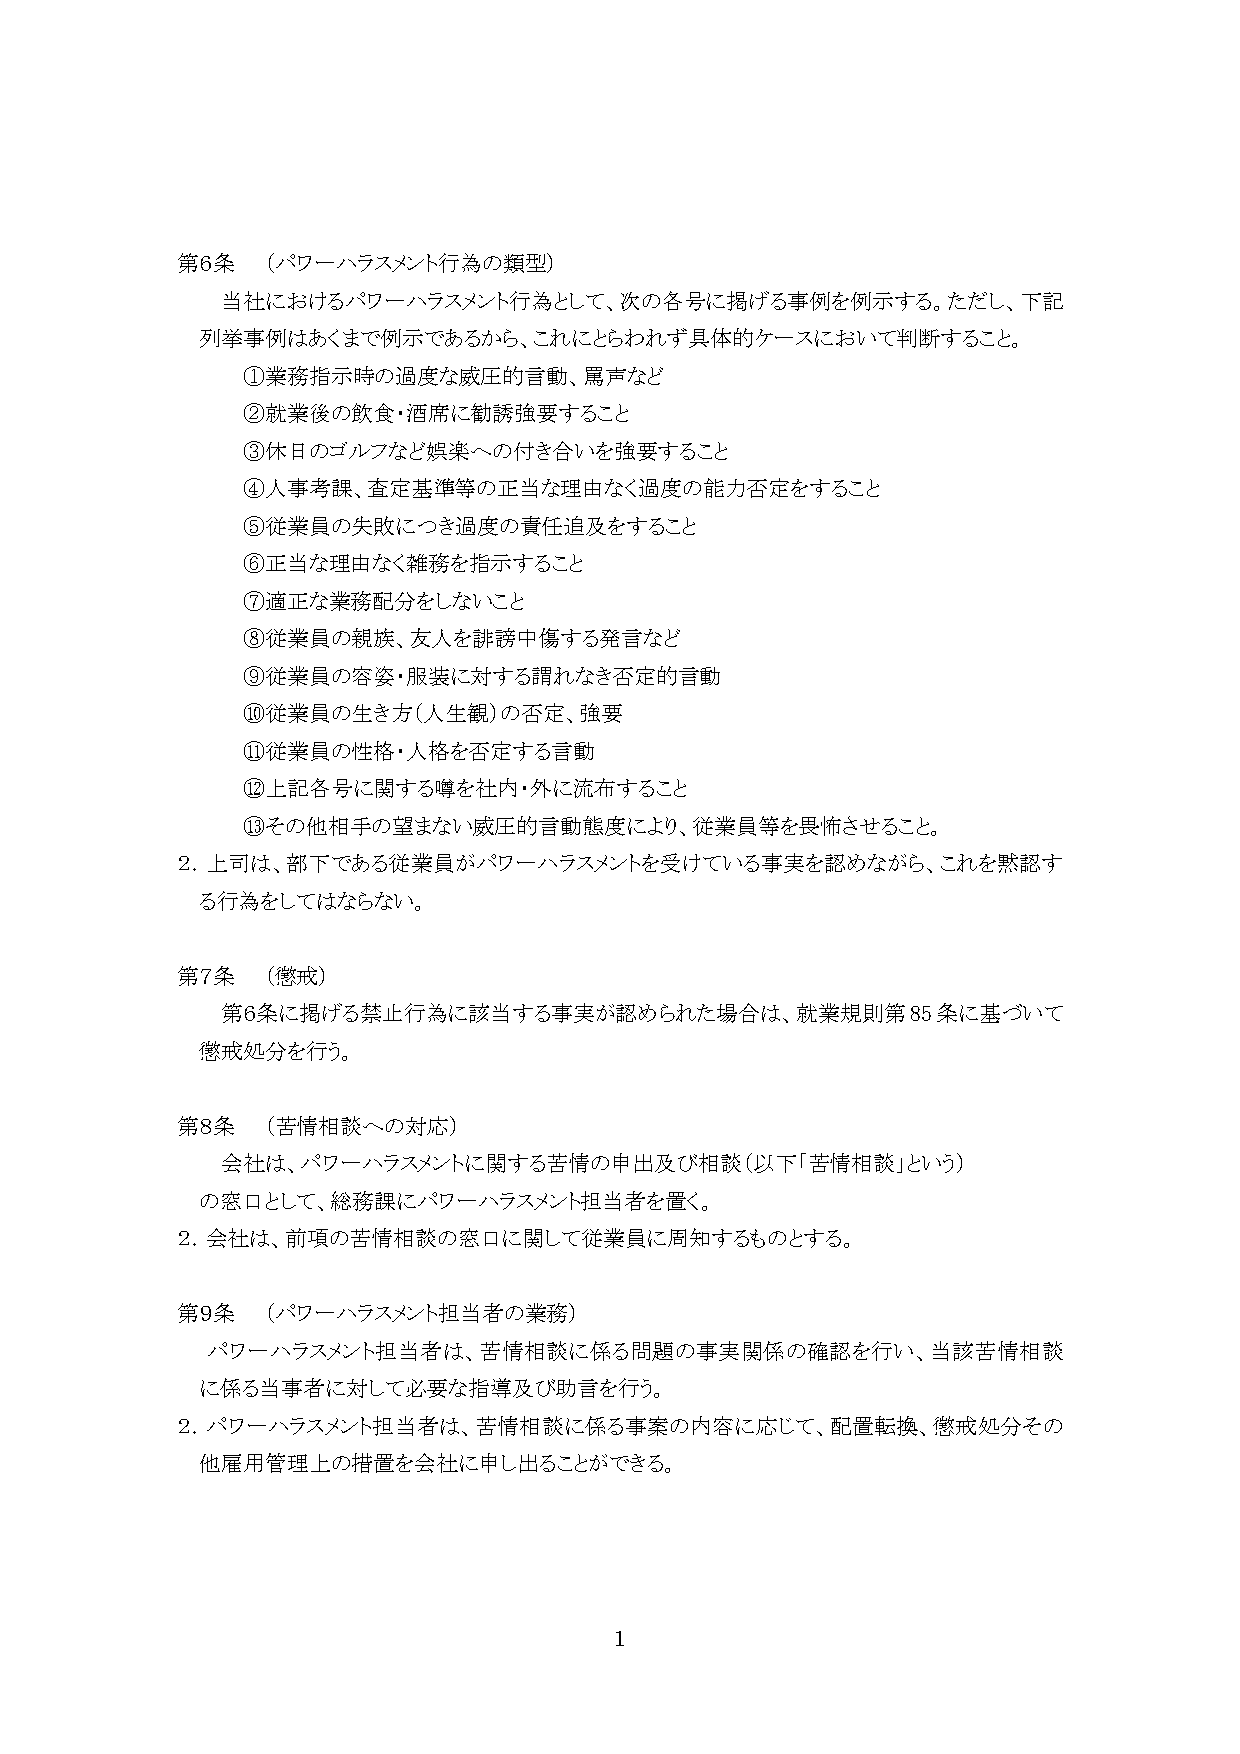 第6条　（パワーハラスメント行為の類型）
当社におけるパワーハラスメント行為として、次の各号に掲げる事例を例示する。ただし、下記
列挙事例はあくまで例示であるから、これにとらわれず具体的ケースにおいて判断すること。
①業務指示時の過度な威圧的言動、罵声など
②就業後の飲食・酒席に勧誘強要すること
③休日のゴルフなど娯楽への付き合いを強要すること
④人事考課、査定基準等の正当な理由なく過度の能力否定をすること
⑤従業員の失敗につき過度の責任追及をすること
⑥正当な理由なく雑務を指示すること
⑦適正な業務配分をしないこと
⑧従業員の親族、友人を誹謗中傷する発言など
⑨従業員の容姿・服装に対する謂れなき否定的言動
⑩従業員の生き方（人生観）の否定、強要
⑪従業員の性格・人格を否定する言動
⑫上記各号に関する噂を社内・外に流布すること
⑬その他相手の望まない威圧的言動態度により、従業員等を畏怖させること。
2．上司は、部下である従業員がパワーハラスメントを受けている事実を認めながら、これを黙認す
る行為をしてはならない。
第7条　（懲戒）
第6条に掲げる禁止行為に該当する事実が認められた場合は、就業規則第85条に基づいて
懲戒処分を行う。
第8条　（苦情相談への対応）
会社は、パワーハラスメントに関する苦情の申出及び相談（以下「苦情相談」という）
の窓口として、総務課にパワーハラスメント担当者を置く。
2．会社は、前項の苦情相談の窓口に関して従業員に周知するものとする。
第9条　（パワーハラスメント担当者の業務）
パワーハラスメント担当者は、苦情相談に係る問題の事実関係の確認を行い、当該苦情相談
に係る当事者に対して必要な指導及び助言を行う。
2．パワーハラスメント担当者は、苦情相談に係る事案の内容に応じて、配置転換、懲戒処分その
他雇用管理上の措置を会社に申し出ることができる。
1